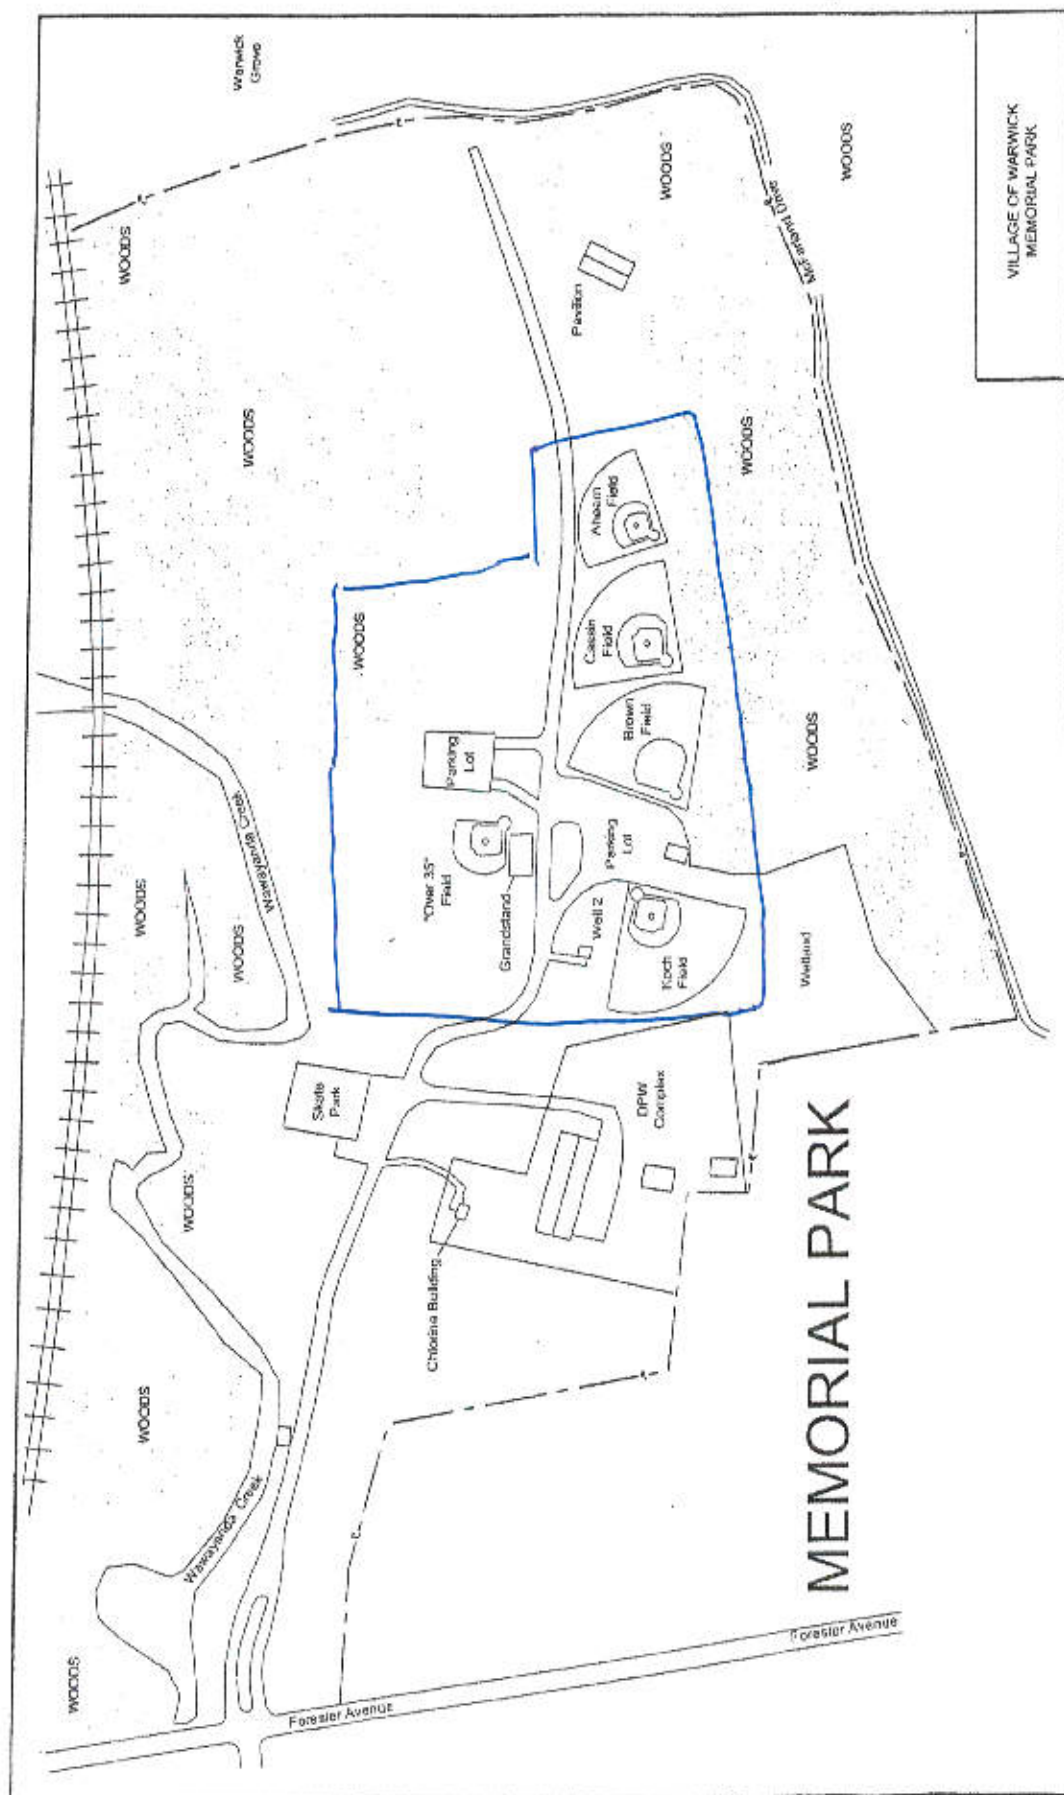 Warwick
Grove
WOODS
WOODS
WOODS
McFarland Drive
WOODS
VILLAGE OF WARWICK
MEMORIAL PARK
Pavilion
WOODS
WOODS
Ahearn
Field
WOODS
Cassin
Field
Brown
Field
WOODS
Parking
Lot
Wawayanda Creek
"Over 35"
Field
Parking
Lot
WOODS
WOODS
Grandstand
Well 2
Koch
Field
Wetland
Skate
Park
DPW
Complex
WOODS
Chlorine Building
WOODS
Wawayanda Creek
MEMORIAL PARK
WOODS
Forester Avenue
Forester Avenue